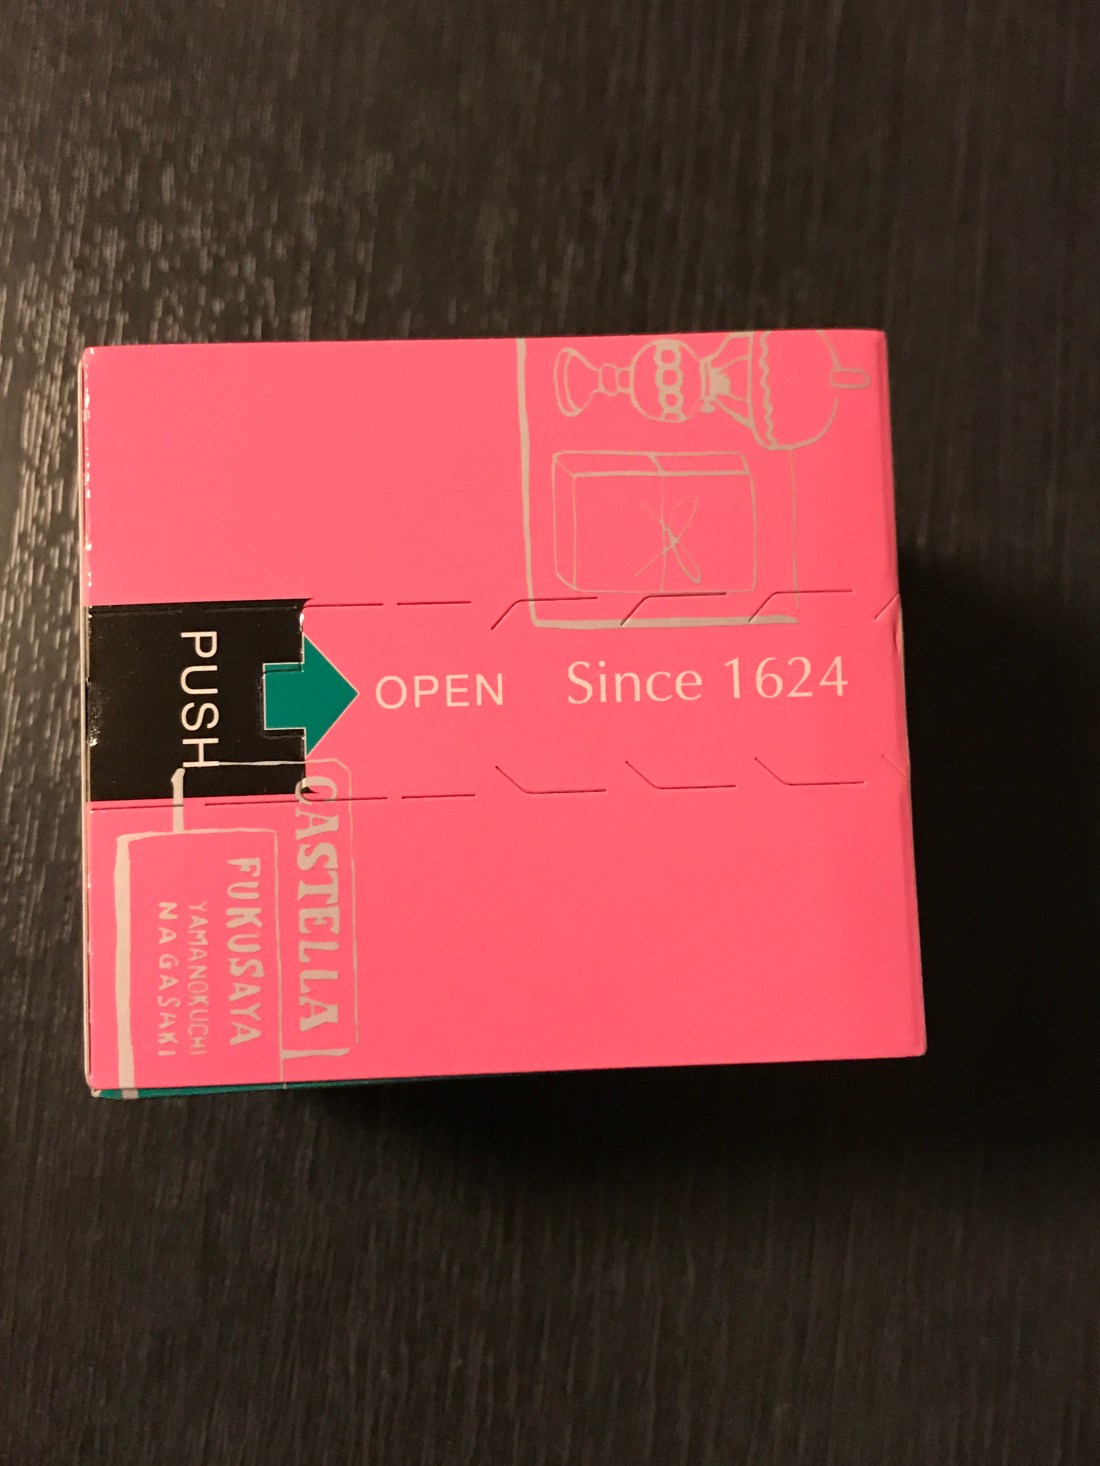 PUSH
OPEN
Since 1624
CASTELLA
FUKUSAYA
YAMANOKUCHI
NAGASAKI